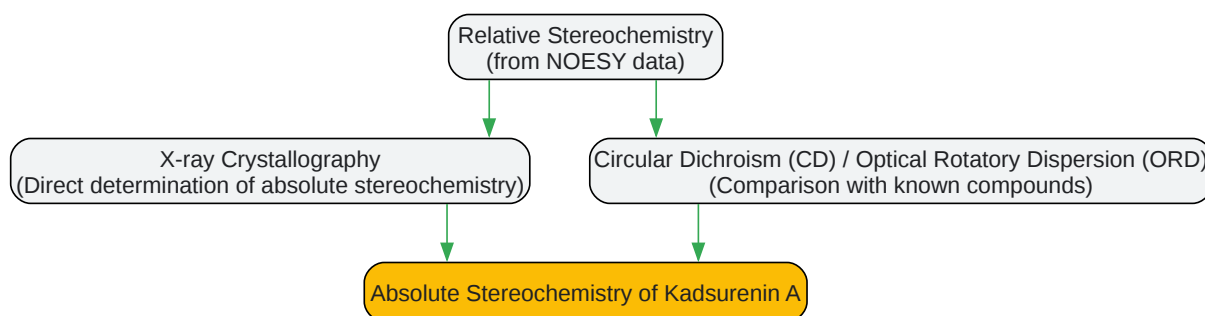 Relative Stereochemistry
(from NOESY data)
X-ray Crystallography
(Direct determination of absolute stereochemistry)
Circular Dichroism (CD) / Optical Rotatory Dispersion (ORD)
(Comparison with known compounds)
Absolute Stereochemistry of Kadsurenin A